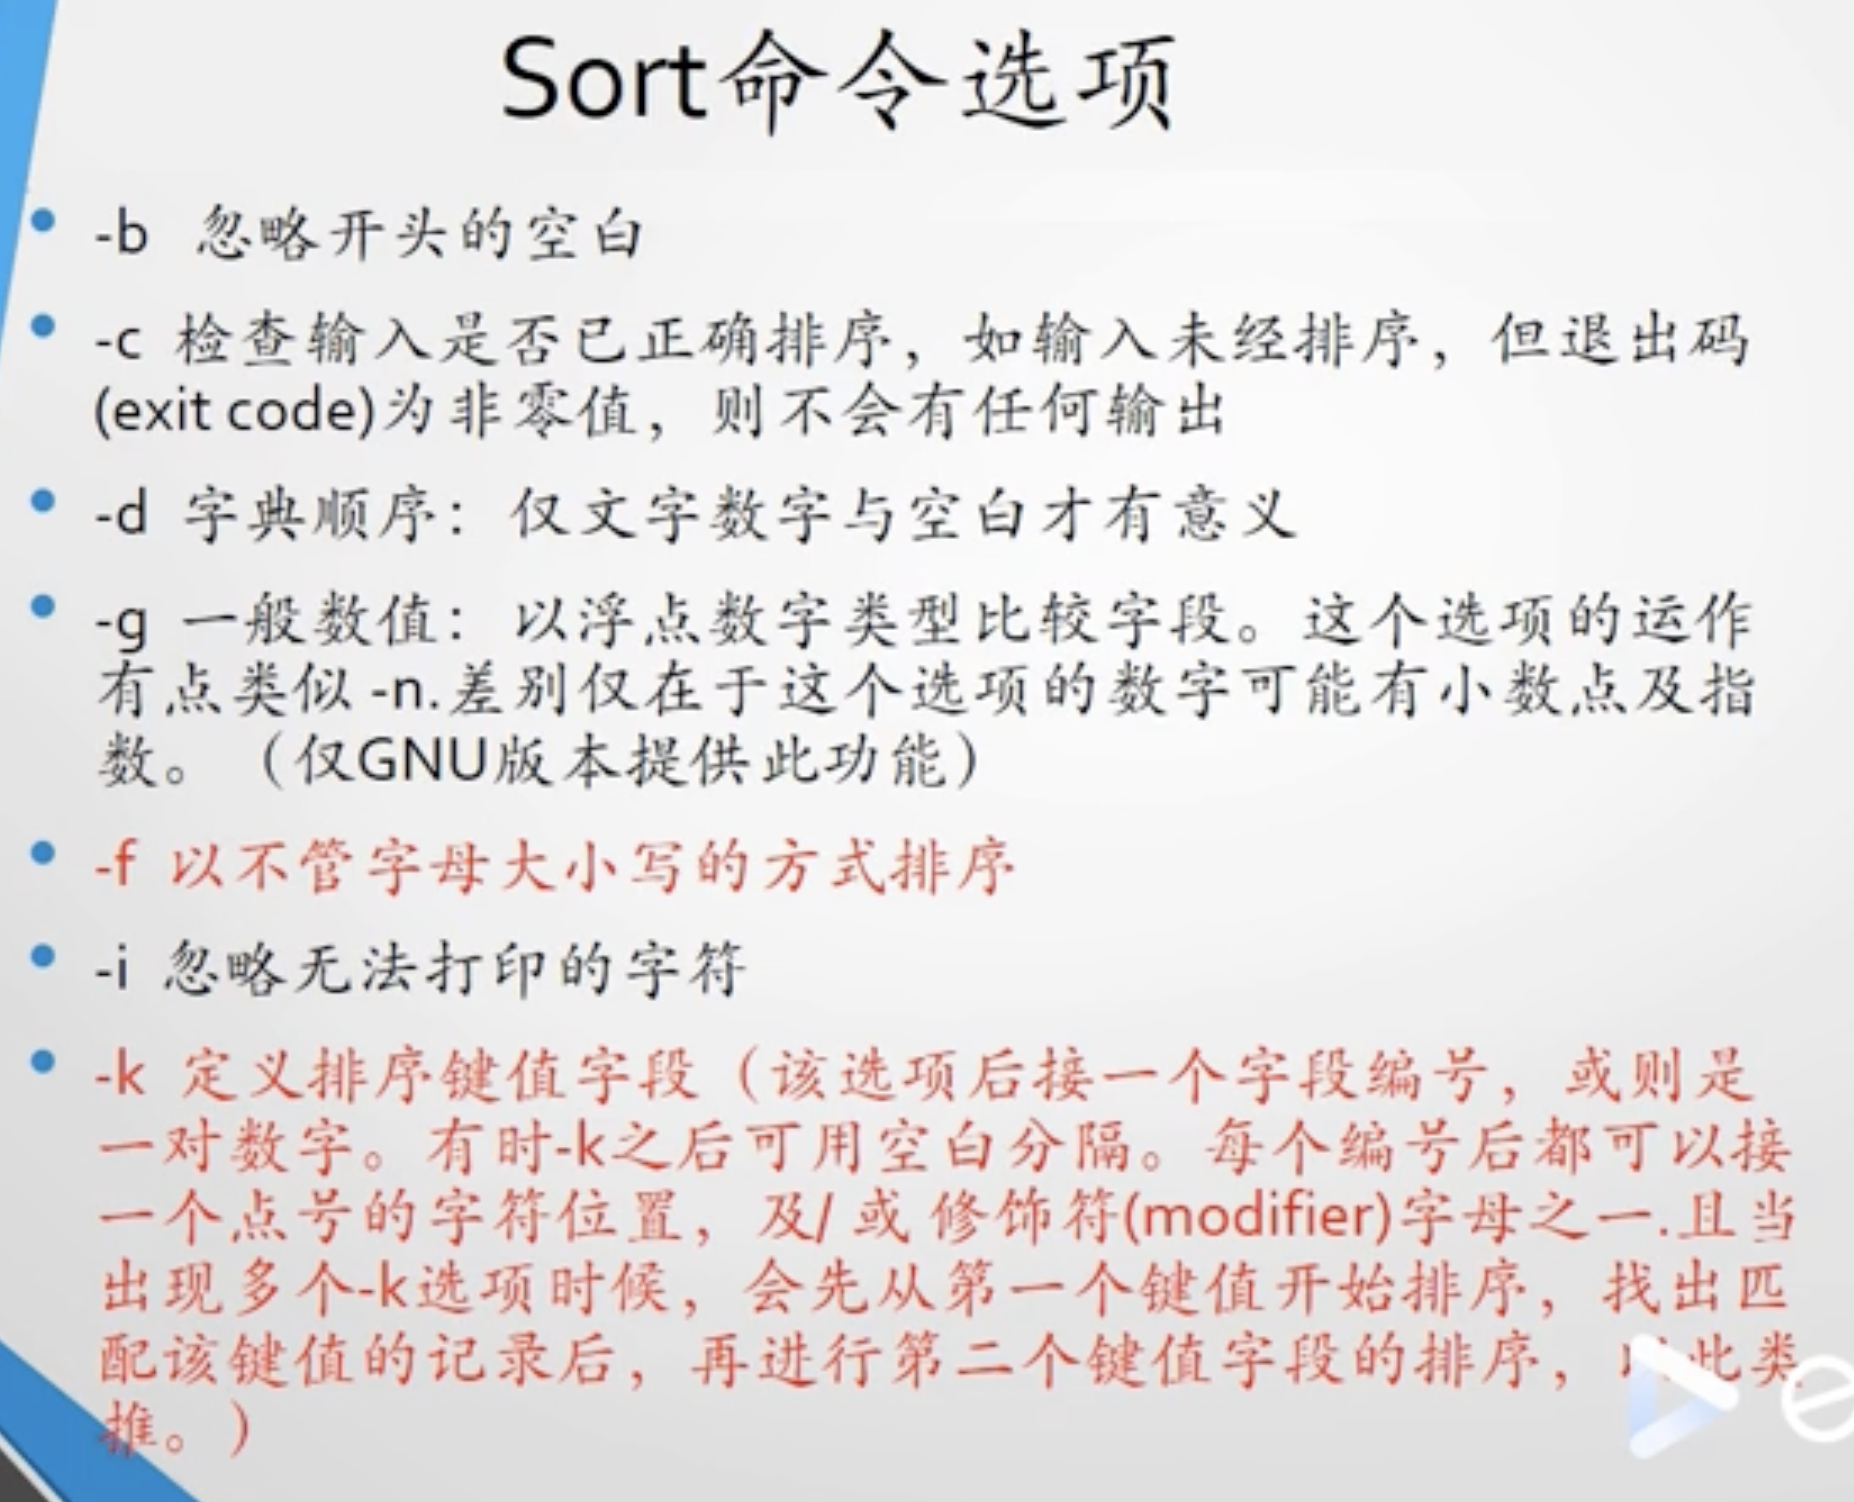 Sort命令选项
-b 忽略开头的空白
-c 检查输入是否已正确排序，如输入未经排序，但退出码
(exit code)为非零值，则不会有任何输出
-d 字典顺序：仅文字数字与空白才有意义
-g 一般数值：以浮点数字类型比较字段。这个选项的运作
有点类似 -n.差别仅在于这个选项的数字可能有小数点及指
数。（仅GNU版本提供此功能）
-f 以不管字母大小写的方式排序
-i 忽略无法打印的字符
-k 定义排序键值字段（该选项后接一个字段编号，或则是
一对数字。有时-k之后可用空白分隔。每个编号后都可以接
一个点号的字符位置，及/ 或 修饰符(modifier)字母之一.且当
出现多个-k选项时候，会先从第一个键值开始排序，找出匹
配该键值的记录后，再进行第二个键值字段的排序，此类
推。）